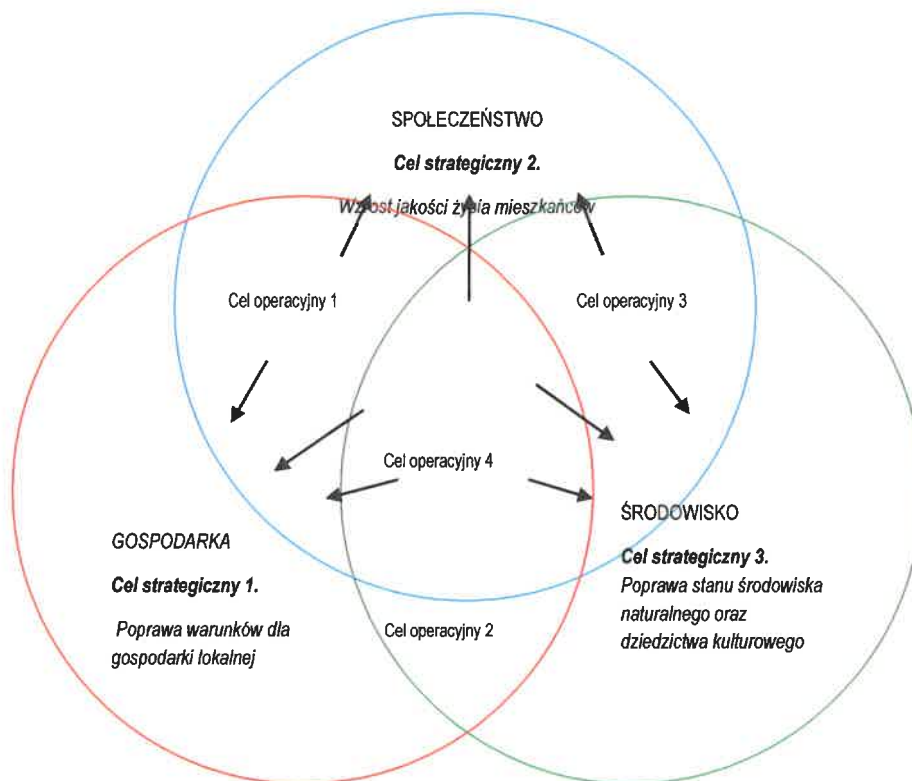 SPOŁECZEŃSTWO
Cel strategiczny 2.
Wzrost jakości życia mieszkańców
Cel operacyjny 1
Cel operacyjny 3
Cel operacyjny 4
GOSPODARKA
Cel strategiczny 1.
Poprawa warunków dla
gospodarki lokalnej
Cel operacyjny 2
ŚRODOWISKO
Cel strategiczny 3.
Poprawa stanu środowiska
naturalnego oraz
dziedzictwa kulturowego